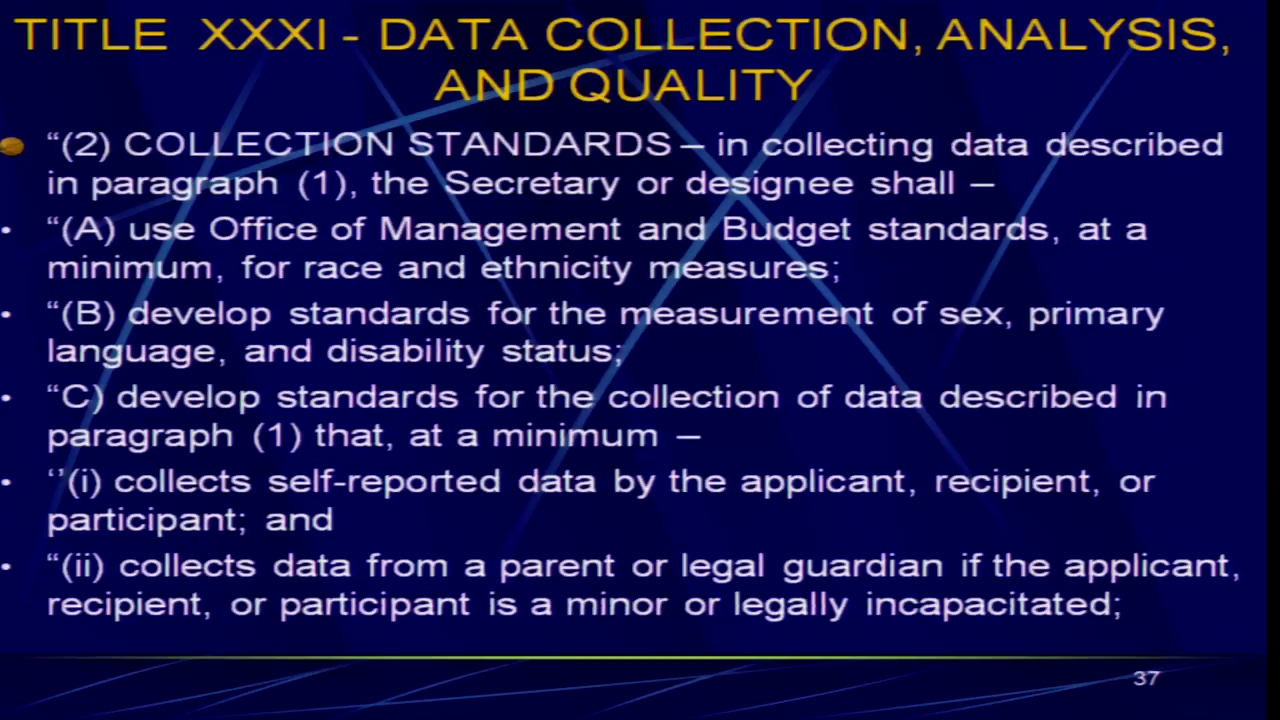 TITLE XXXI - DATA COLLECTION, ANALYSIS,
AND QUALITY
“(2) COLLECTION STANDARDS – in collecting data described
in paragraph (1), the Secretary or designee shall –
• “(A) use Office of Management and Budget standards, at a
minimum, for race and ethnicity measures;
• “(B) develop standards for the measurement of sex, primary
language, and disability status;
• “C) develop standards for the collection of data described in
paragraph (1) that, at a minimum –
• ‘’(i) collects self-reported data by the applicant, recipient, or
participant; and
• “(ii) collects data from a parent or legal guardian if the applicant,
recipient, or participant is a minor or legally incapacitated;
37